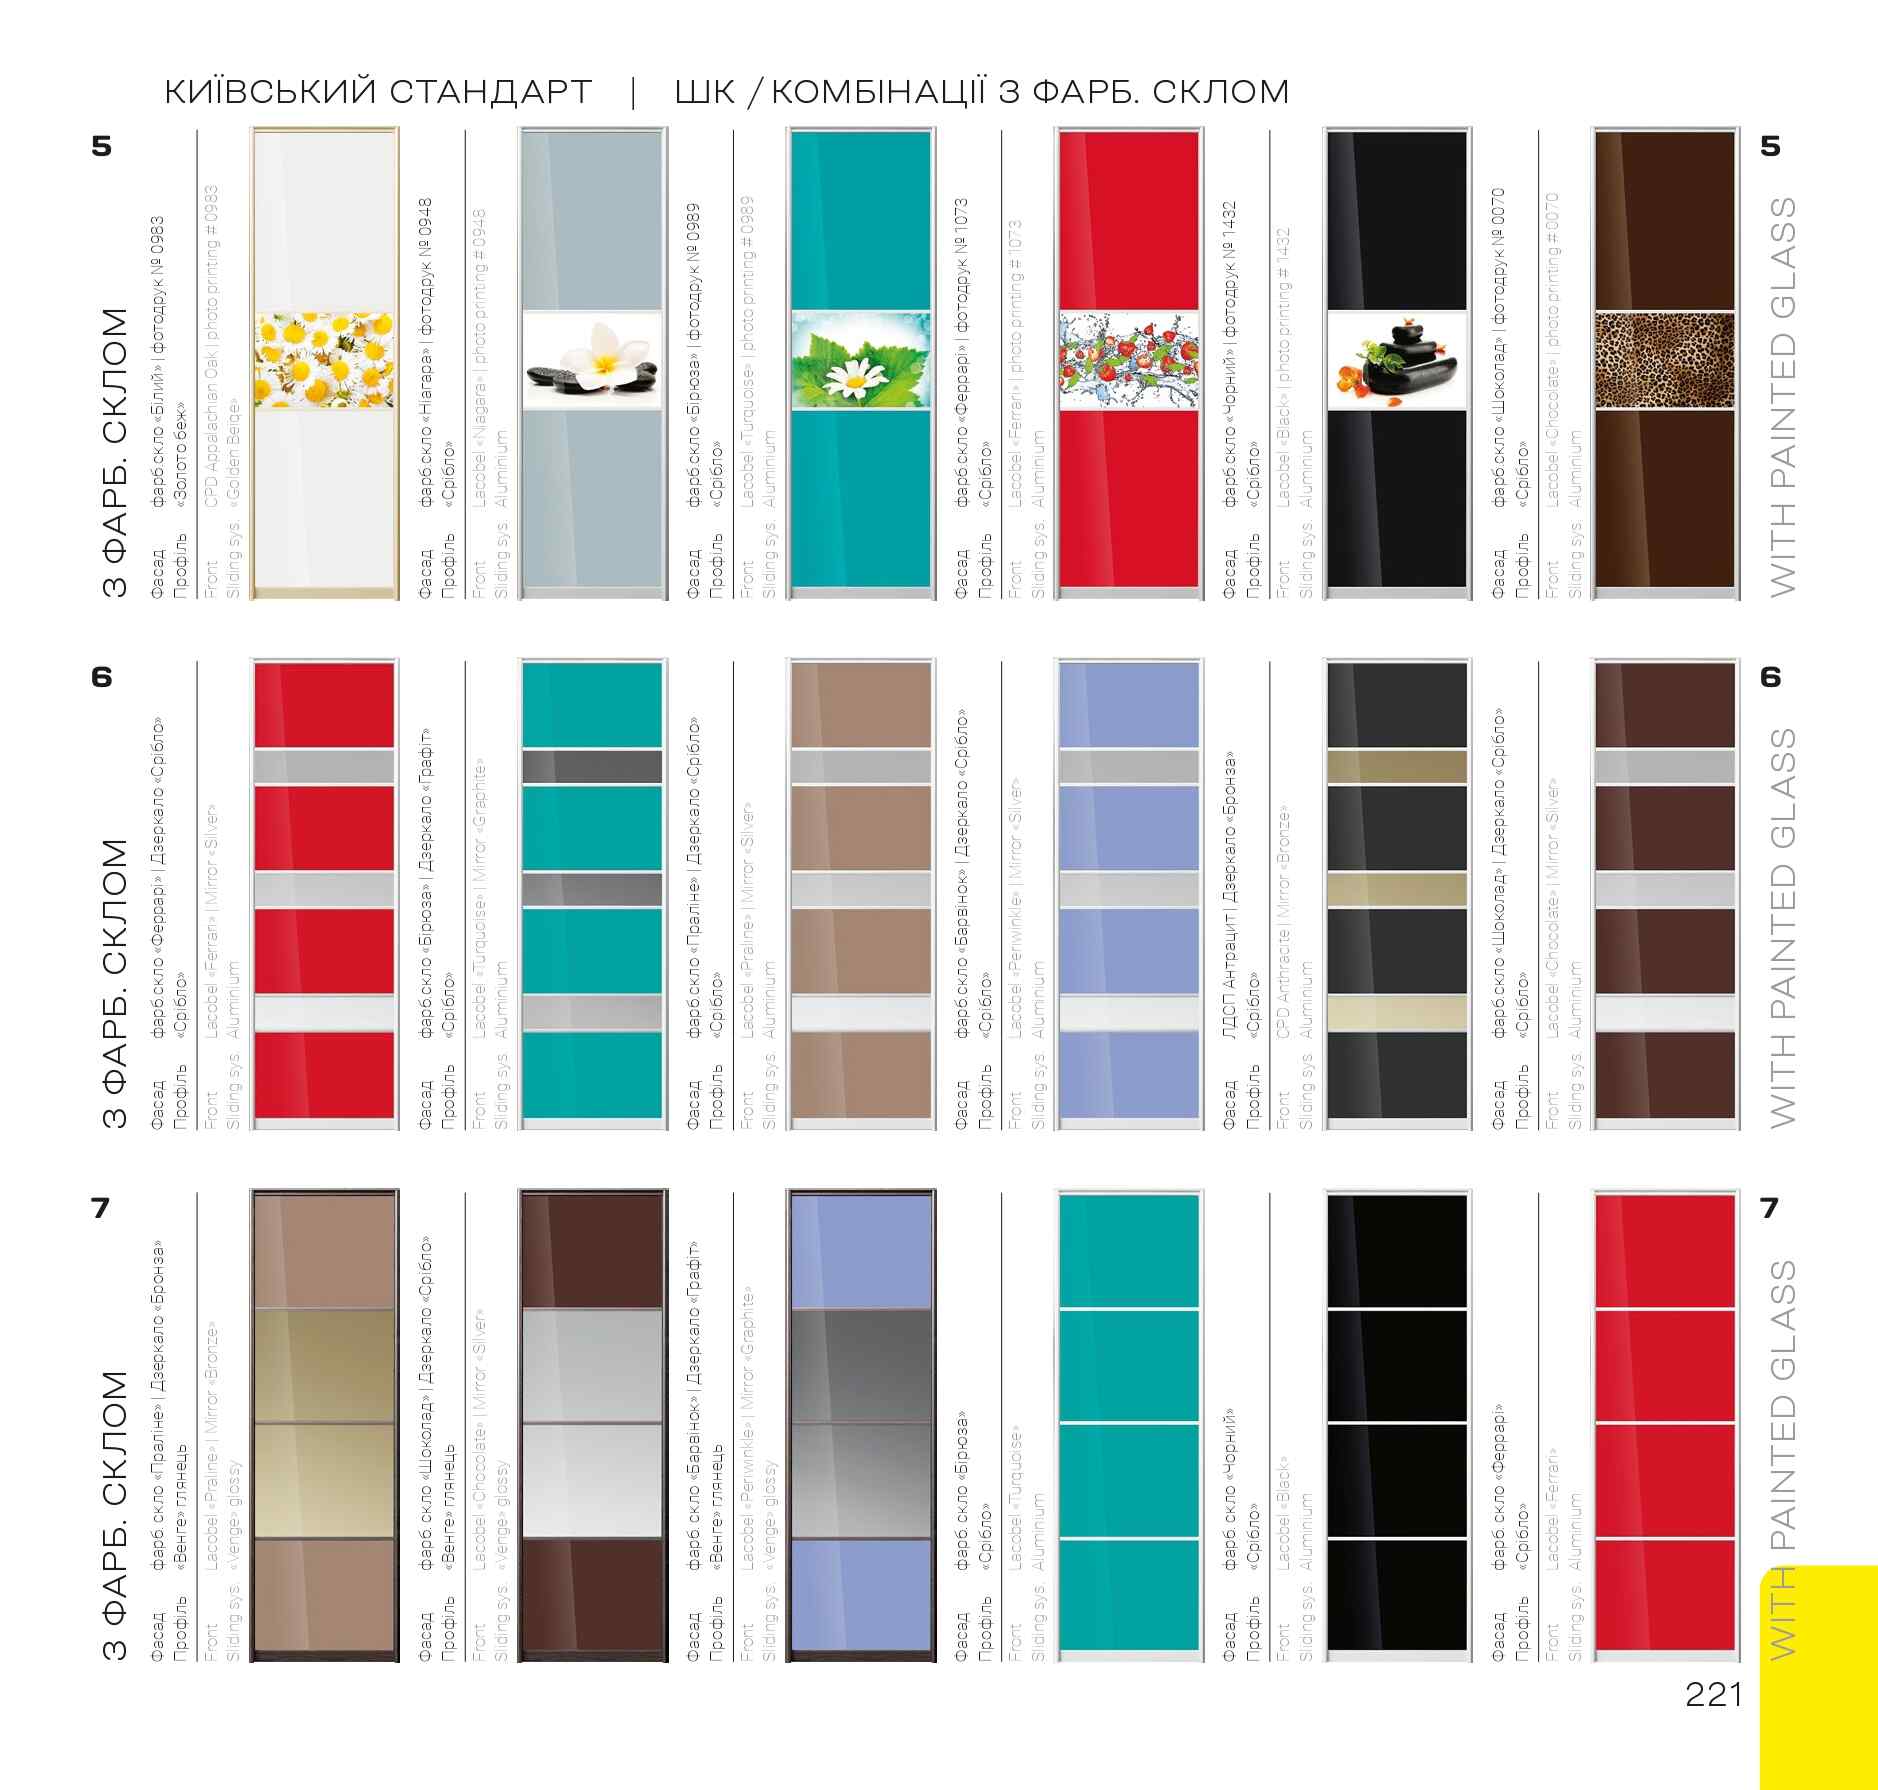 КИЇВСЬКИЙ СТАНДАРТ | ШК / КОМБІНАЦІЇ З ФАРБ. СКЛОМ
5
З ФАРБ. СКЛОМ
Фасад фарб.скло «Білий» | фотодрук № 0983
Профіль «Золото беж»
Front CPD Appalachian Oak | photo printing # 0983
Sliding sys. «Golden Beige»
Фасад фарб.скло «Ніагара» | фотодрук № 0948
Профіль «Срібло»
Front Lacobel «Niagara» | photo printing # 0948
Sliding sys. Aluminium
Фасад фарб.скло «Бірюза» | фотодрук № 0989
Профіль «Срібло»
Front Lacobel «Turquoise» | photo printing # 0989
Sliding sys. Aluminium
Фасад фарб.скло «Феррарі» | фотодрук № 1073
Профіль «Срібло»
Front Lacobel «Ferrari» | photo printing # 1073
Sliding sys. Aluminium
Фасад фарб.скло «Чорний» | фотодрук № 1432
Профіль «Срібло»
Front Lacobel «Black» | photo printing # 1432
Sliding sys. Aluminium
Фасад фарб.скло «Шоколад» | фотодрук № 0070
Профіль «Срібло»
Front Lacobel «Chocolate» | photo printing #0070
Sliding sys. Aluminium
5
WITH PAINTED GLASS
6
З ФАРБ. СКЛОМ
Фасад фарб.скло «Феррарі» | Дзеркало «Срібло»
Профіль «Срібло»
Front Lacobel «Ferrari» | Mirror «Silver»
Sliding sys. Aluminium
Фасад фарб.скло «Бірюза» | Дзеркало «Графіт»
Профіль «Срібло»
Front Lacobel «Turquoise» | Mirror «Graphite»
Sliding sys. Aluminium
Фасад фарб.скло «Праліне» | Дзеркало «Срібло»
Профіль «Срібло»
Front Lacobel «Praline» | Mirror «Silver»
Sliding sys. Aluminium
Фасад фарб.скло «Барвінок» | Дзеркало «Срібло»
Профіль «Срібло»
Front Lacobel «Periwinkle» | Mirror «Silver»
Sliding sys. Aluminium
Фасад ЛДСП Антрацит | Дзеркало «Бронза»
Профіль «Срібло»
Front CPD Anthracite | Mirror «Bronze»
Sliding sys. Aluminium
Фасад фарб.скло «Шоколад» | Дзеркало «Срібло»
Профіль «Срібло»
Front Lacobel «Chocolate» | Mirror «Silver»
Sliding sys. Aluminium
6
WITH PAINTED GLASS
7
З ФАРБ. СКЛОМ
Фасад фарб. скло «Праліне» | Дзеркало «Бронза»
Профіль «Венге» глянець
Front Lacobel «Praline» | Mirror «Bronze»
Sliding sys. «Venge» glossy
Фасад фарб. скло «Шоколад» | Дзеркало «Срібло»
Профіль «Венге» глянець
Front Lacobel «Chocolate» | Mirror «Silver»
Sliding sys. «Venge» glossy
Фасад фарб. скло «Барвінок» | Дзеркало «Графіт»
Профіль «Венге» глянець
Front Lacobel «Periwinkle» | Mirror «Graphite»
Sliding sys. «Venge» glossy
Фасад фарб. скло «Бірюза»
Профіль «Срібло»
Front Lacobel «Turquoise»
Sliding sys. Aluminium
Фасад фарб. скло «Чорний»
Профіль «Срібло»
Front Lacobel «Black»
Sliding sys. Aluminium
Фасад фарб. скло «Феррарі»
Профіль «Срібло»
Front Lacobel «Ferrari»
Sliding sys. Aluminium
7
WITH PAINTED GLASS
221